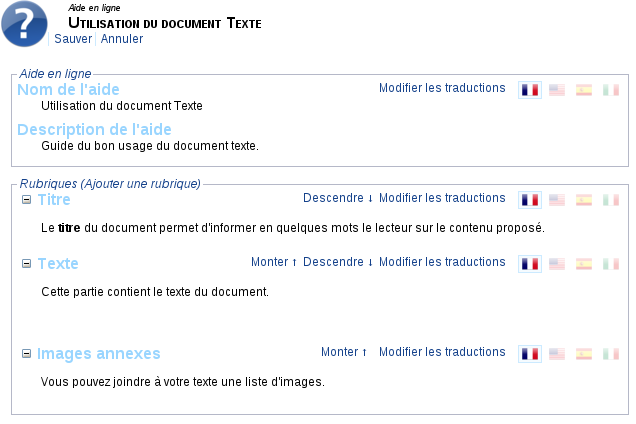 ?
Aide en ligne
Utilisation du document Texte
Sauver Annuler
Aide en ligne
Nom de l'aide Modifier les traductions
Utilisation du document Texte
Description de l'aide
Guide du bon usage du document texte.
Rubriques (Ajouter une rubrique)
Titre Descendre ↓ Modifier les traductions
Le titre du document permet d'informer en quelques mots le lecteur sur le contenu proposé.
Texte Monter ↑ Descendre ↓ Modifier les traductions
Cette partie contient le texte du document.
Images annexes Monter ↑ Modifier les traductions
Vous pouvez joindre à votre texte une liste d'images.